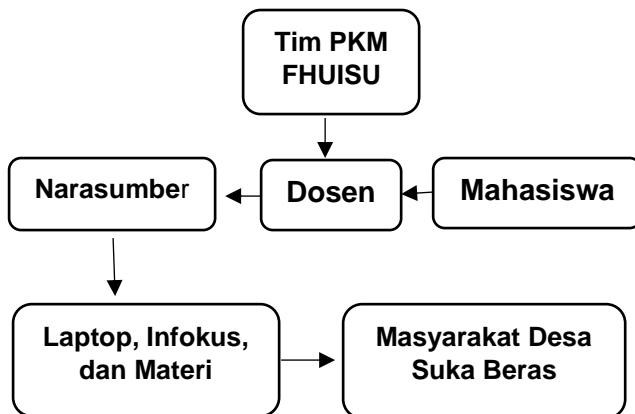 Tim PKM
FHUISU
Narasumber
Dosen
Mahasiswa
Laptop, Infokus,
dan Materi
Masyarakat Desa
Suka Beras